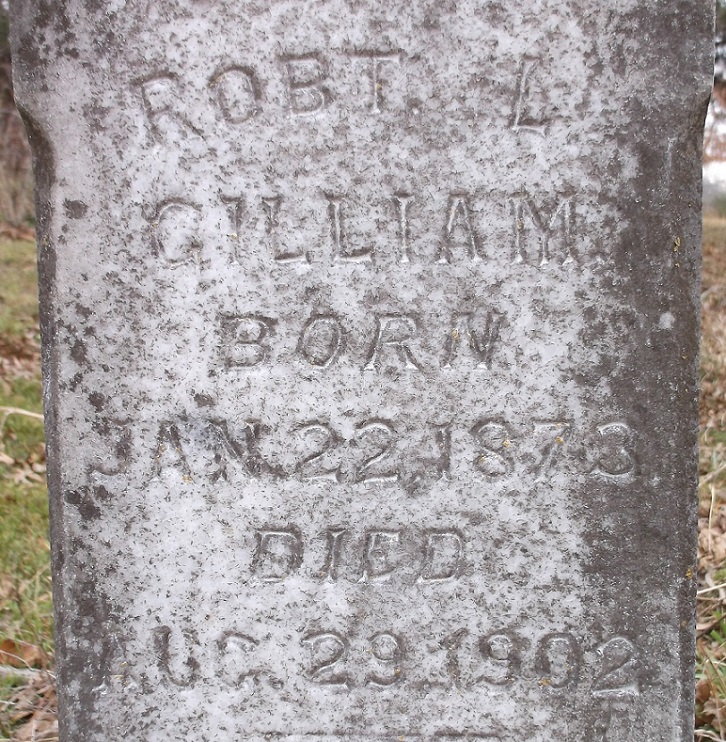 ROBT. L
GILLIAM.
BORN
JAN. 22, 1873.
DIED
AUG. 29, 1902